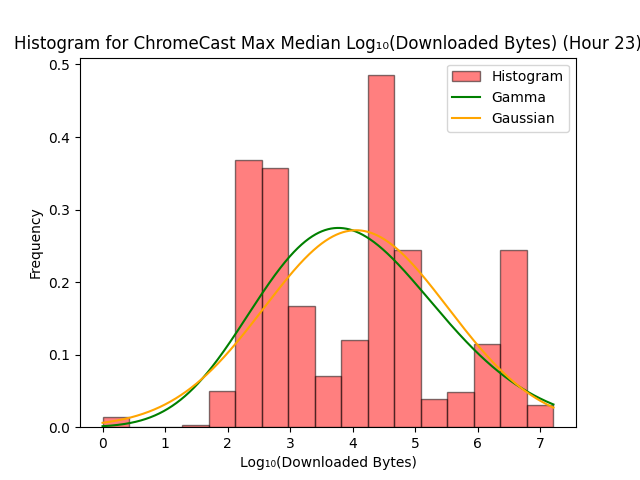 Histogram for ChromeCast Max Median Log₁₀(Downloaded Bytes) (Hour 23)
Histogram
Gamma
Gaussian
Frequency
0.5
0.4
0.3
0.2
0.1
0.0
0 1 2 3 4 5 6 7
Log₁₀(Downloaded Bytes)